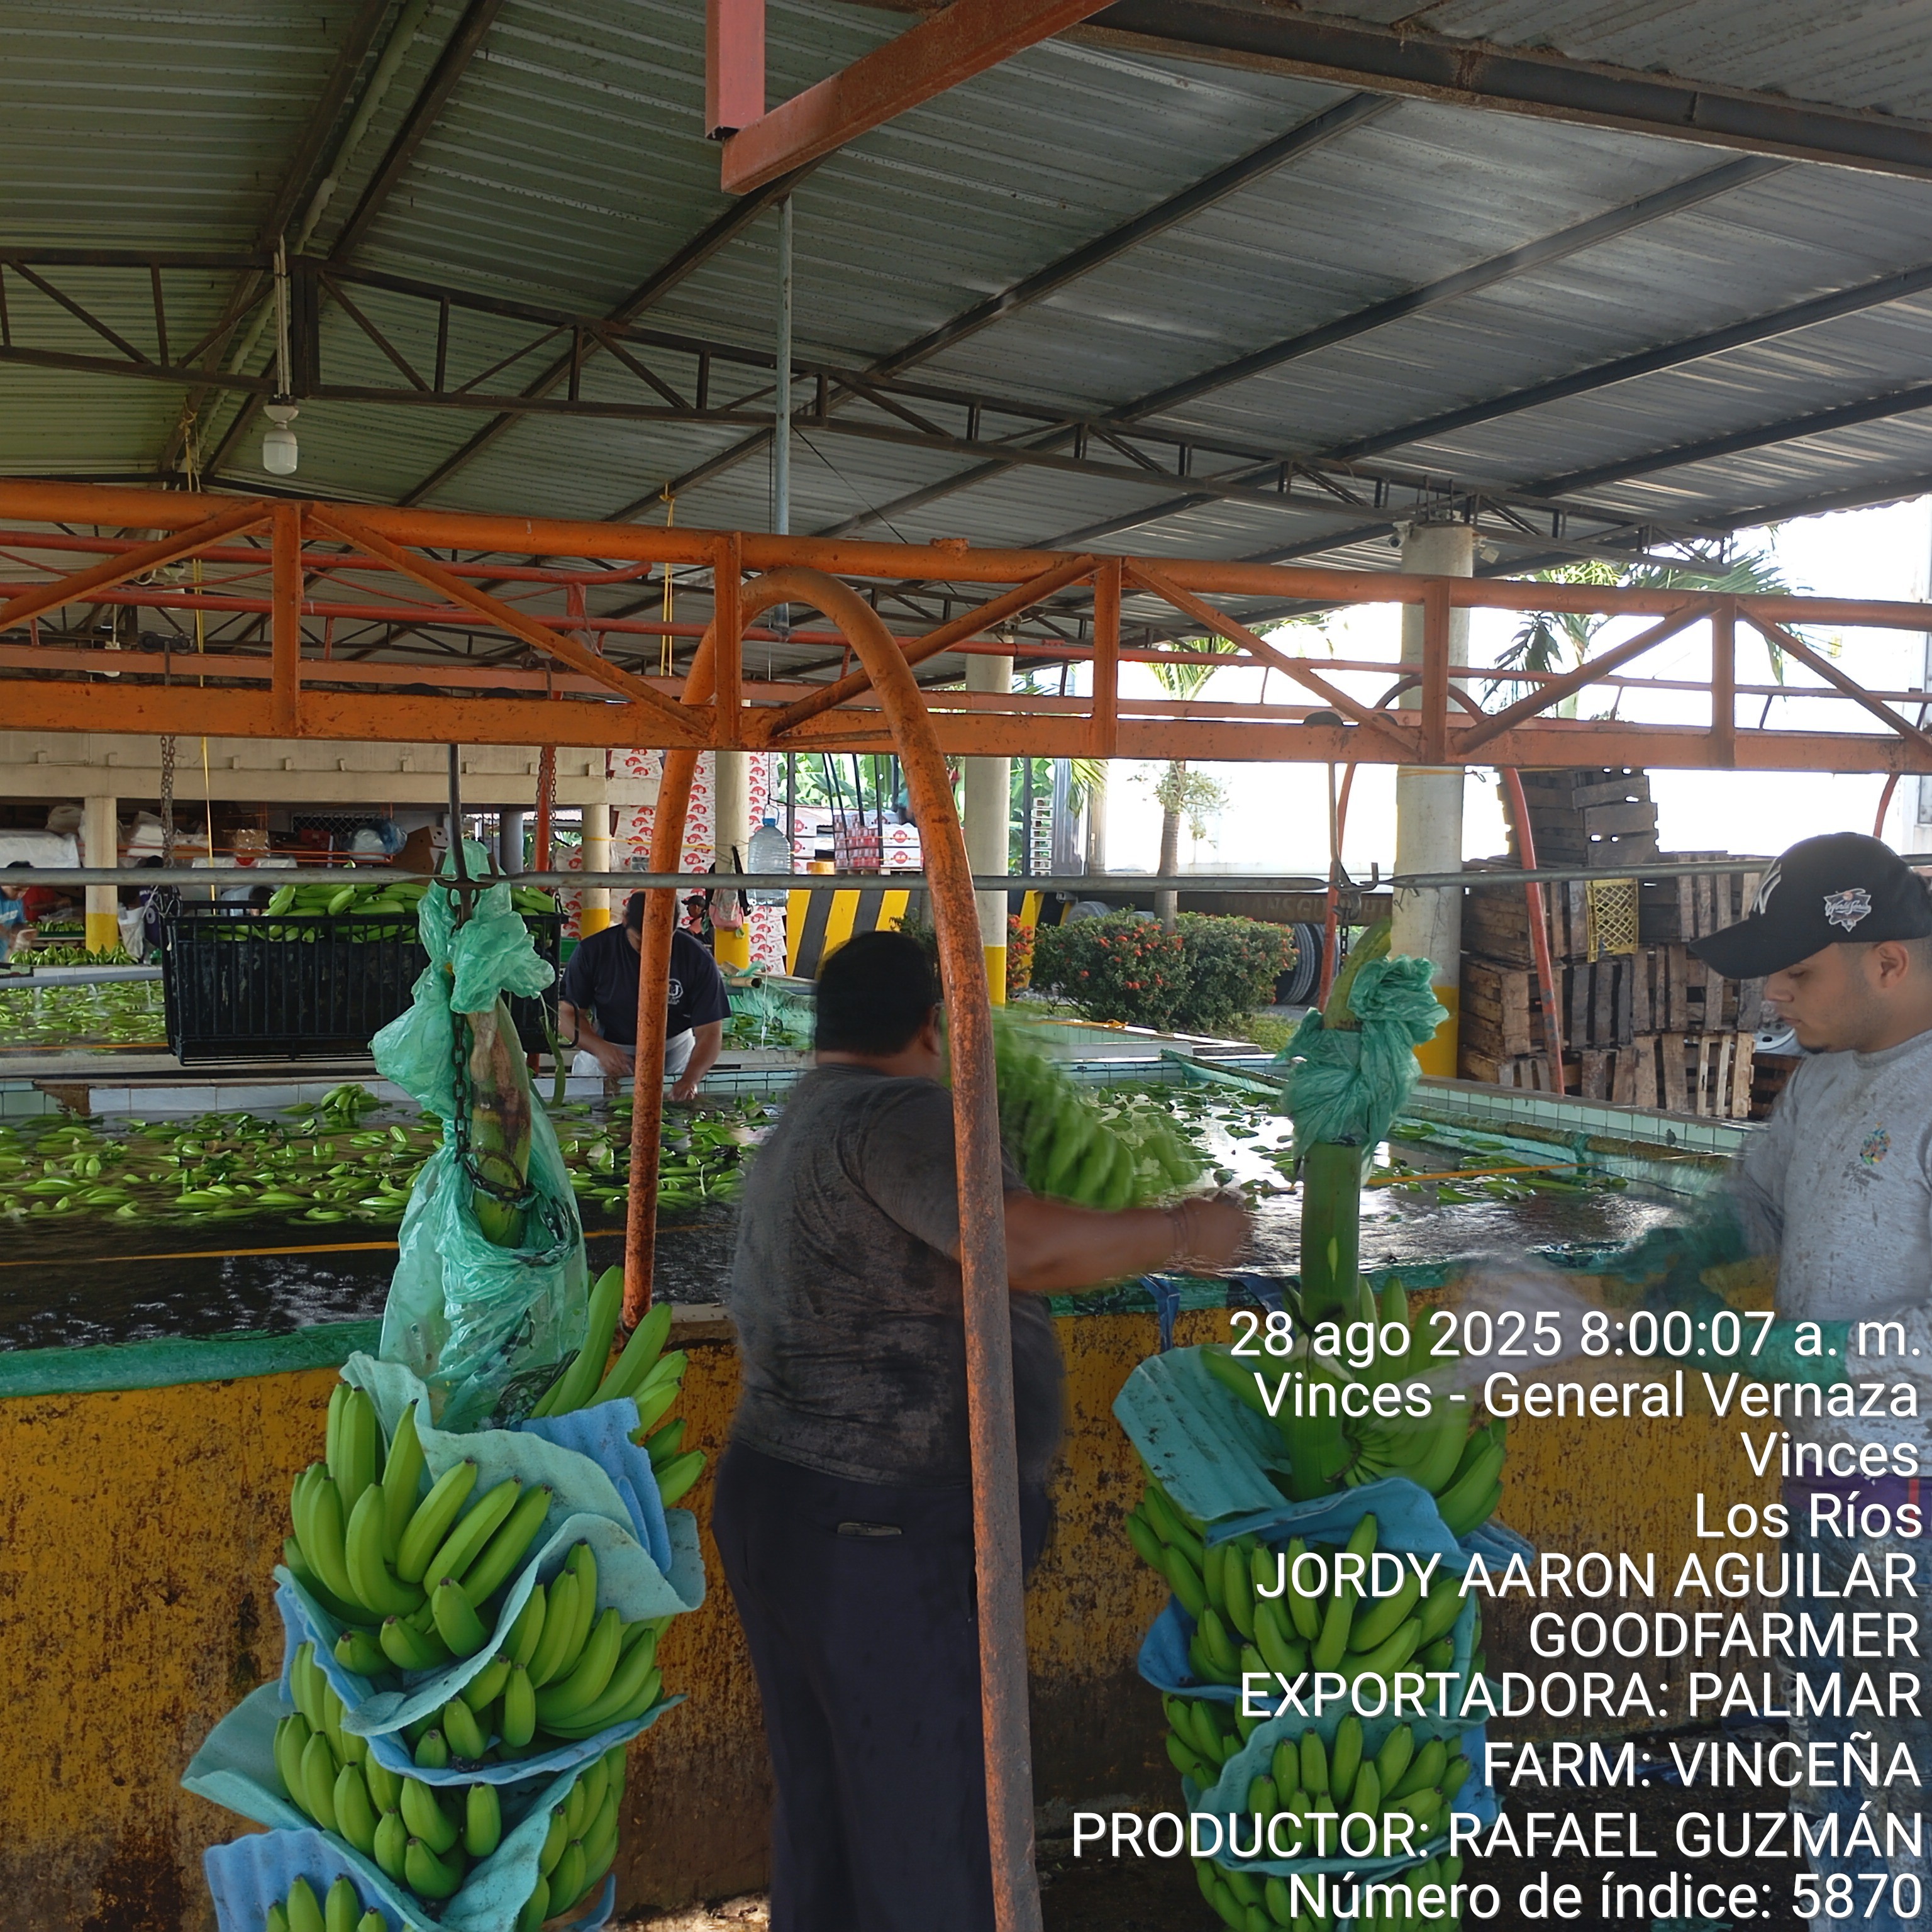 28 ago 2025 8:00:07 a. m.
Vinces - General Vernaza
Vinces
Los Ríos
JORDY AARON AGUILAR
GOODFARMER
EXPORTADORA: PALMAR
FARM: VINCEÑA
PRODUCTOR: RAFAEL GUZMÁN
Número de índice: 5870